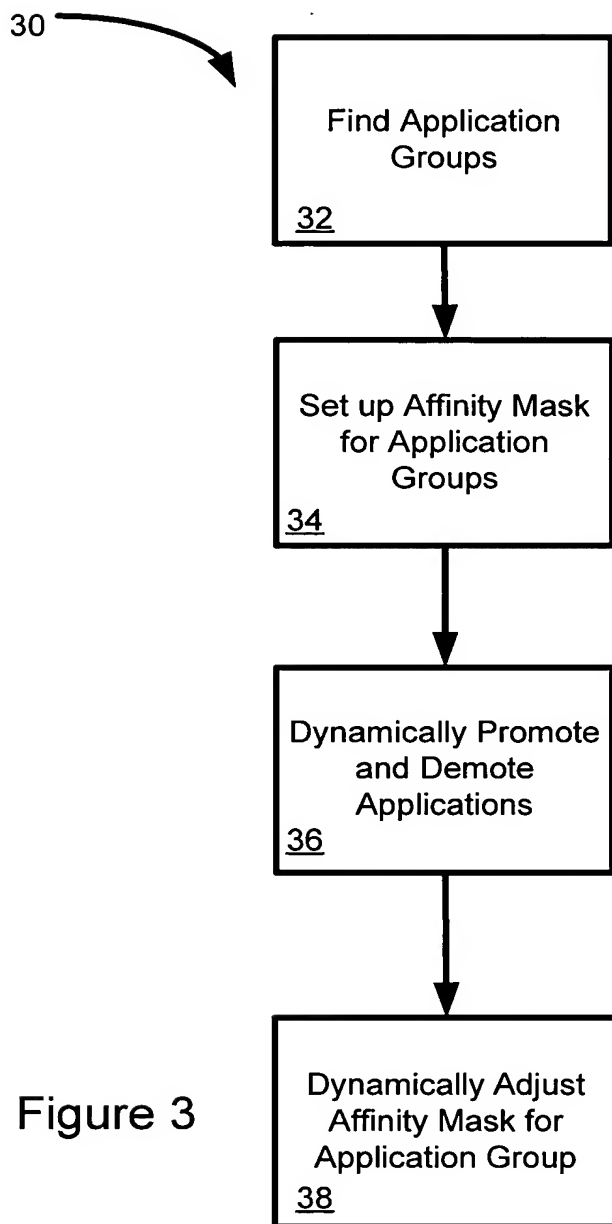 30
Find Application
Groups
32
Set up Affinity Mask
for Application
Groups
34
Dynamically Promote
and Demote
Applications
36
Dynamically Adjust
Affinity Mask for
Application Group
38
Figure 3